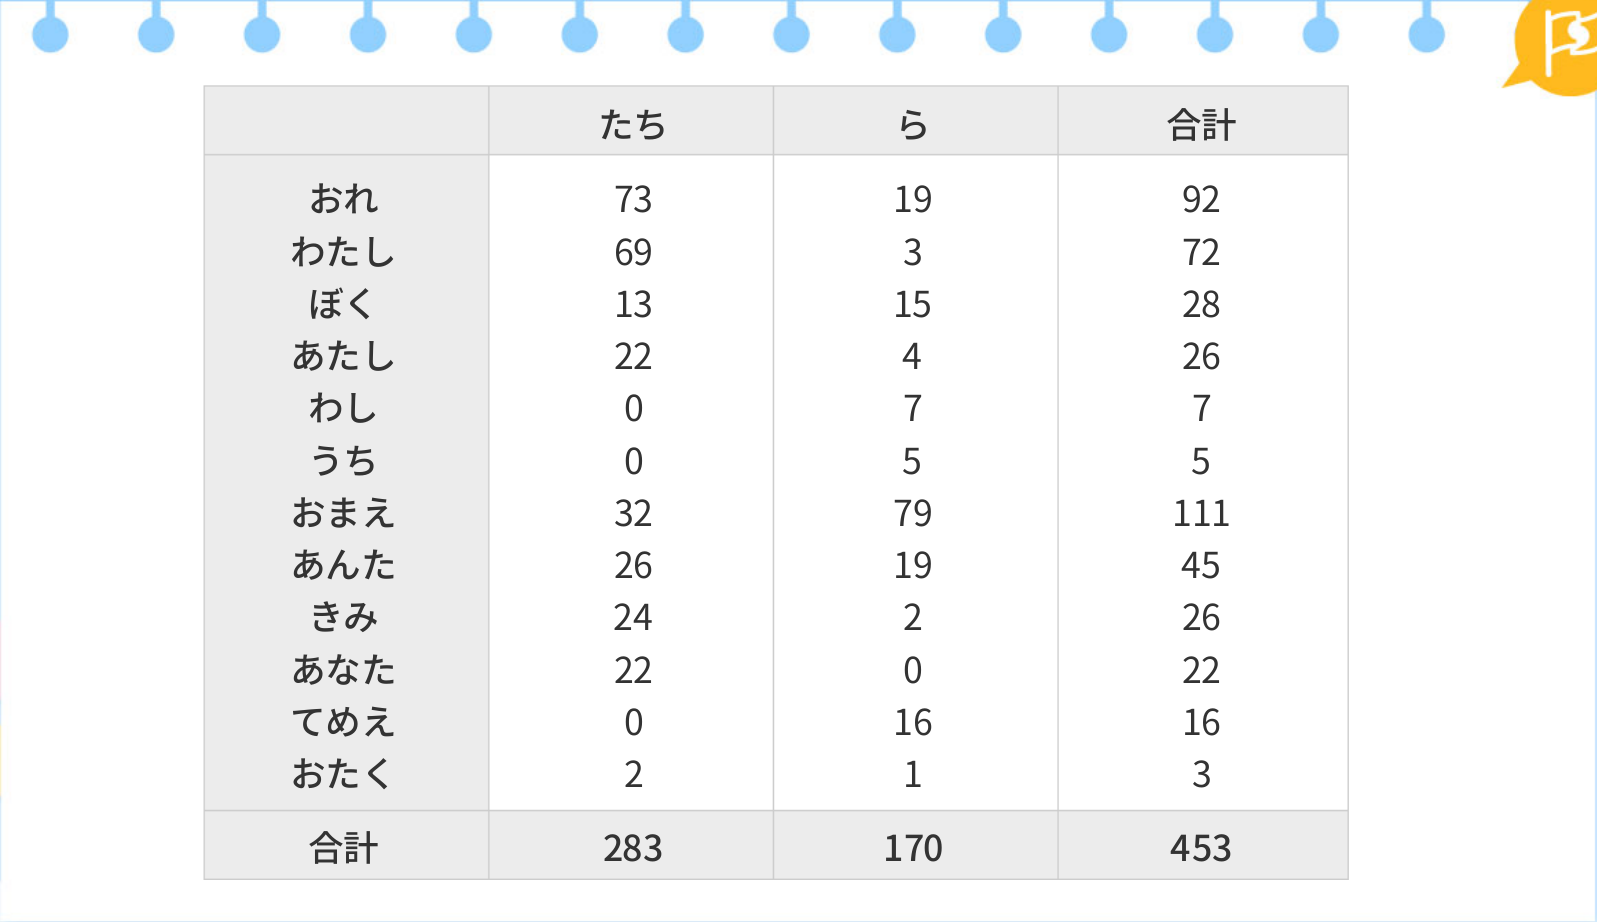 たち ら 合計
おれ 73 19 92
わたし 69 3 72
ぼく 13 15 28
あたし 22 4 26
わし 0 7 7
うち 0 5 5
おまえ 32 79 111
あんた 26 19 45
きみ 24 2 26
あなた 22 0 22
てめえ 0 16 16
おたく 2 1 3
合計 283 170 453